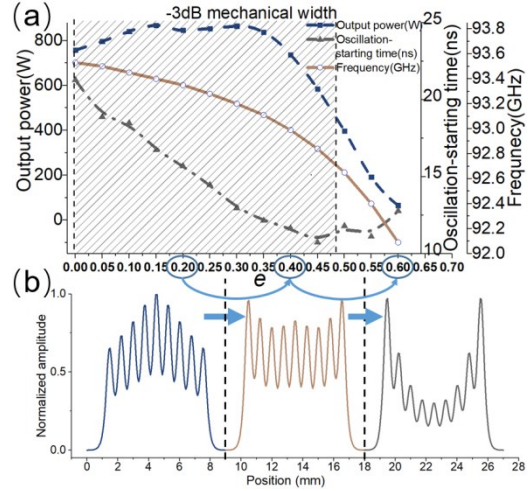 (a)
-3dB mechanical width
Output power(W)
Oscillation-
starting time(ns)
Frequency(GHz)
Output power(W)
800
600
400
200
0
25
20
15
10
Oscillation-starting time(ns)
93.8
93.6
93.4
93.2
93.0
92.8
92.6
92.4
92.2
92.0
Frequnecy(GHz)
0.00 0.05 0.10 0.15 0.20 0.25 0.30 0.35 0.40 0.45 0.50 0.55 0.60 0.65 0.70
e
(b)
Normalized amplitude
1.0
0.5
0.0
0 2 4 6 8 10 12 14 16 18 20 22 24 26 28
Position (mm)